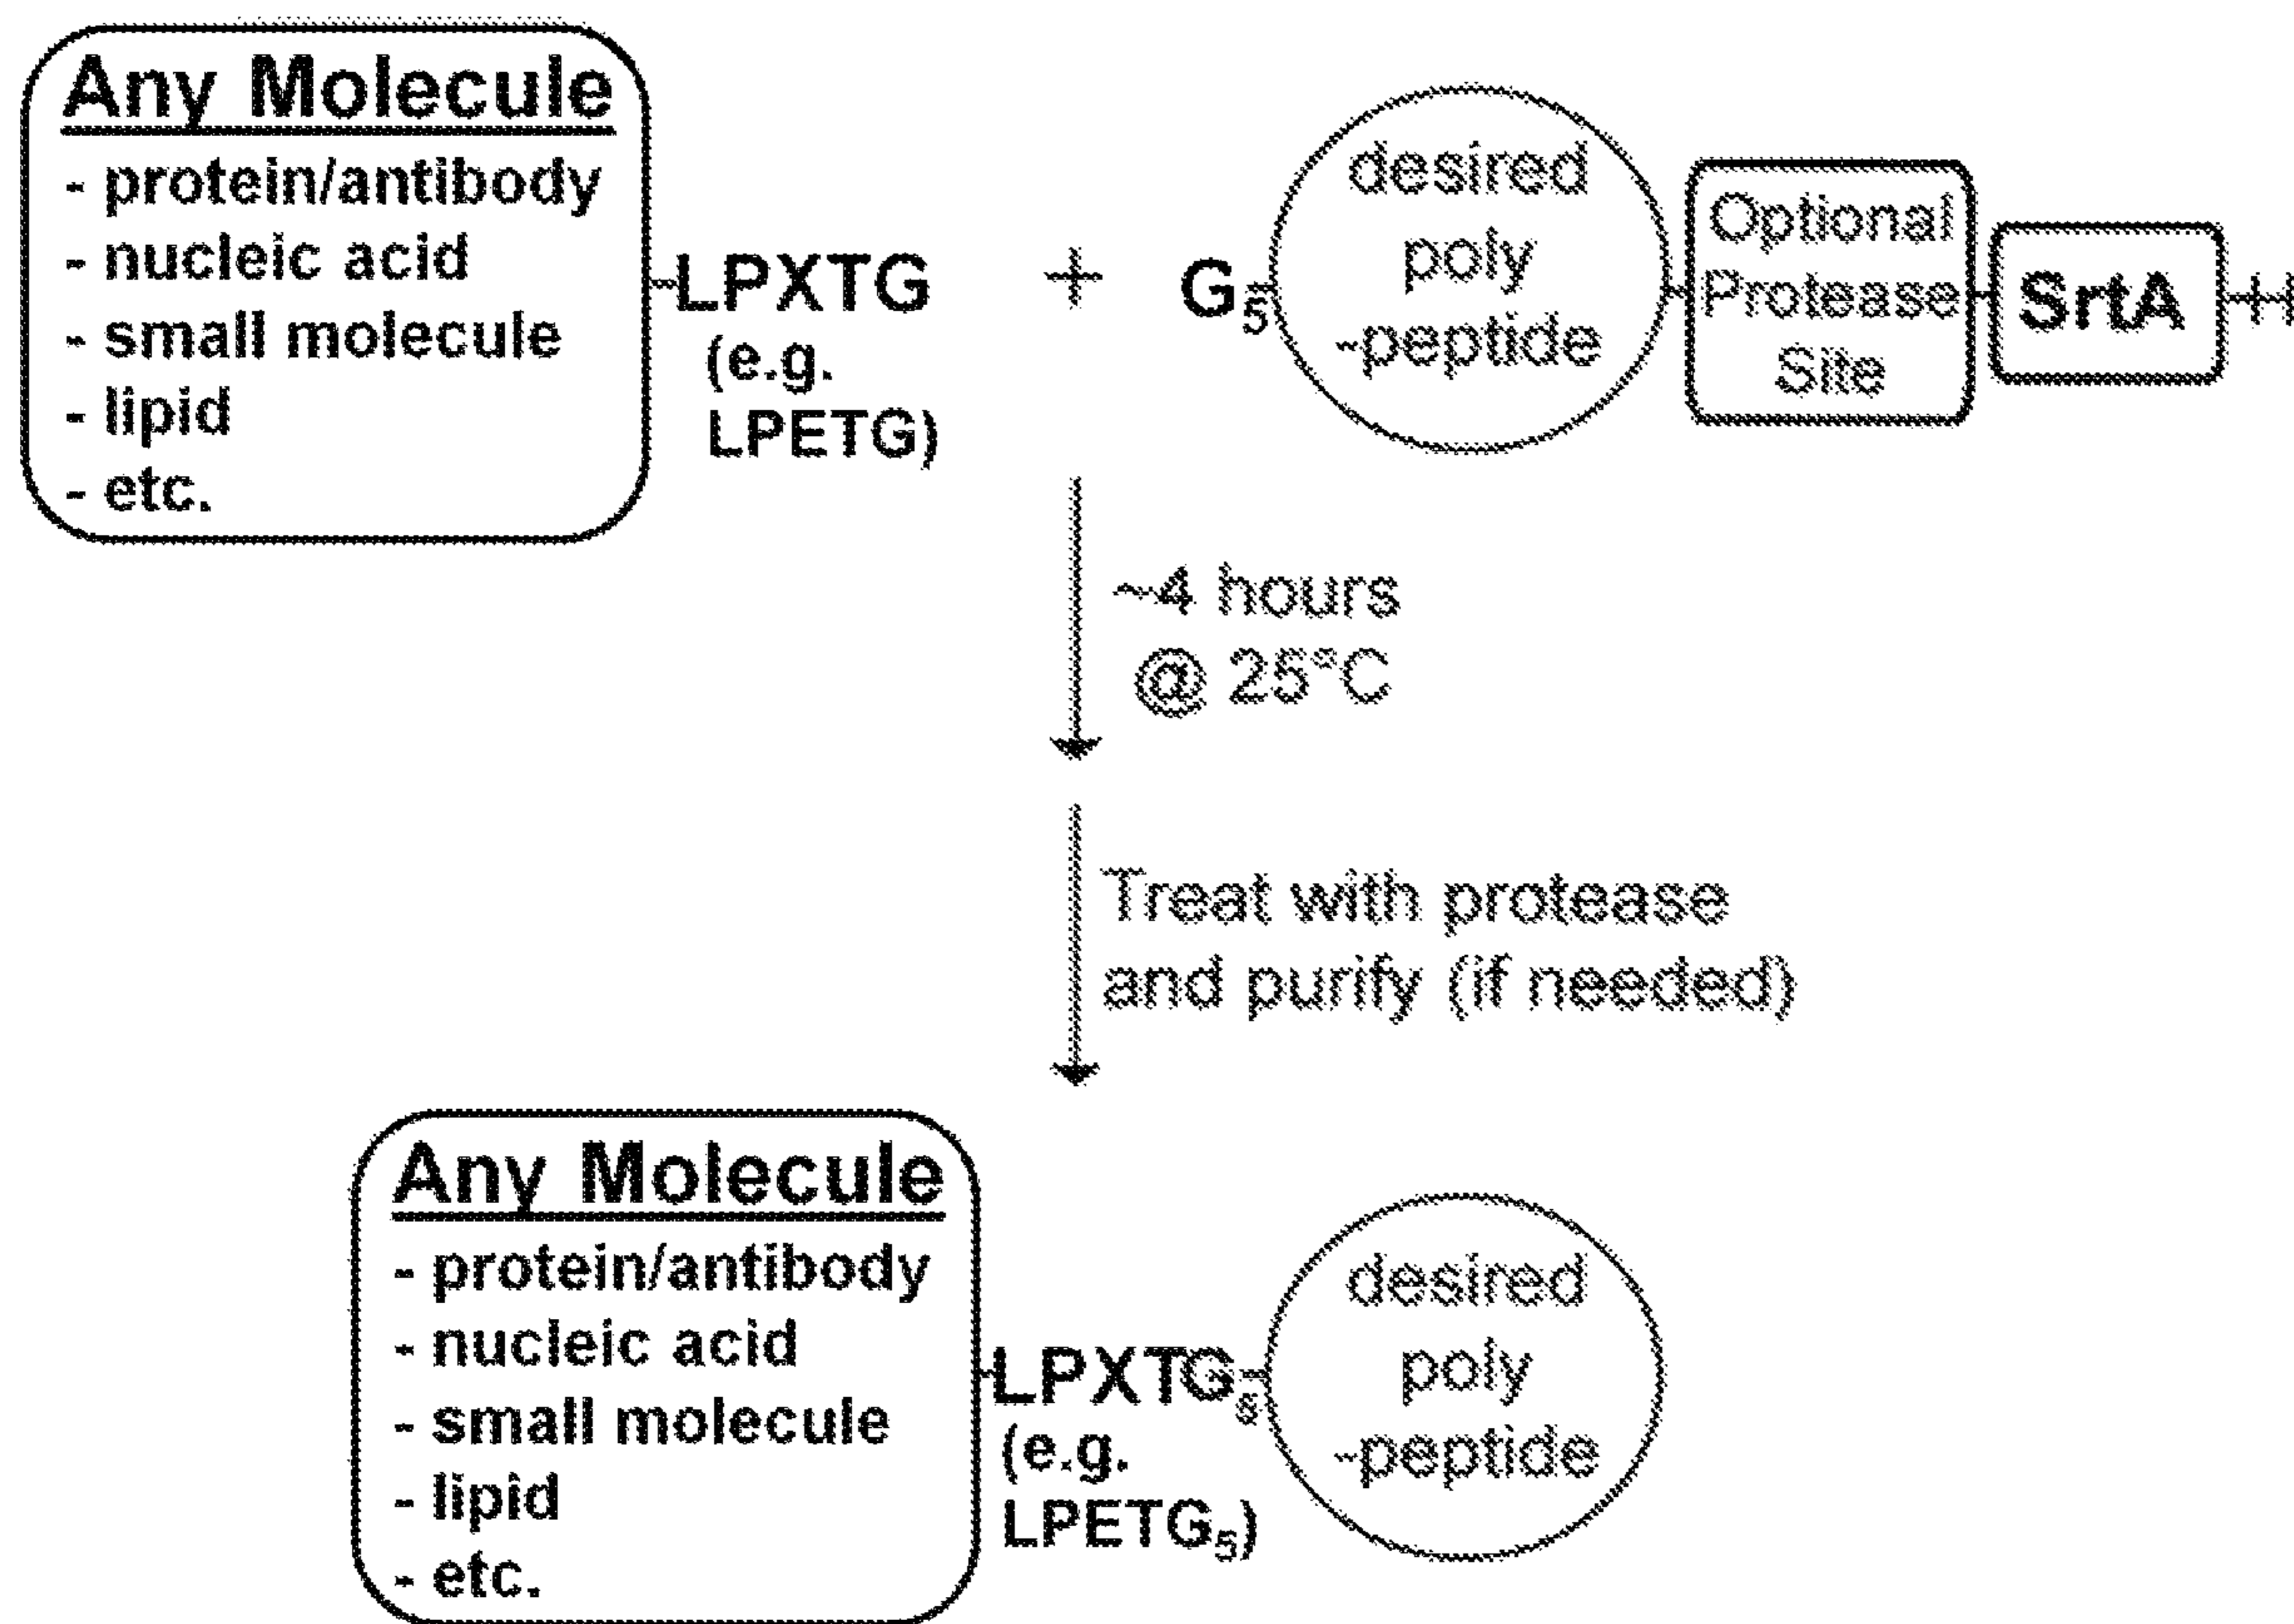 Any Molecule
- protein/antibody
- nucleic acid
- small molecule
- lipid
- etc.
LPXTG
(e.g.
LPETG)
+
G5
desired
poly
-peptide
Optional
Protease
Site
SrtA
~4 hours
@ 25°C
Treat with protease
and purify (if needed)
Any Molecule
- protein/antibody
- nucleic acid
- small molecule
- lipid
- etc.
LPXTG5
(e.g.
LPETG5)
desired
poly
-peptide